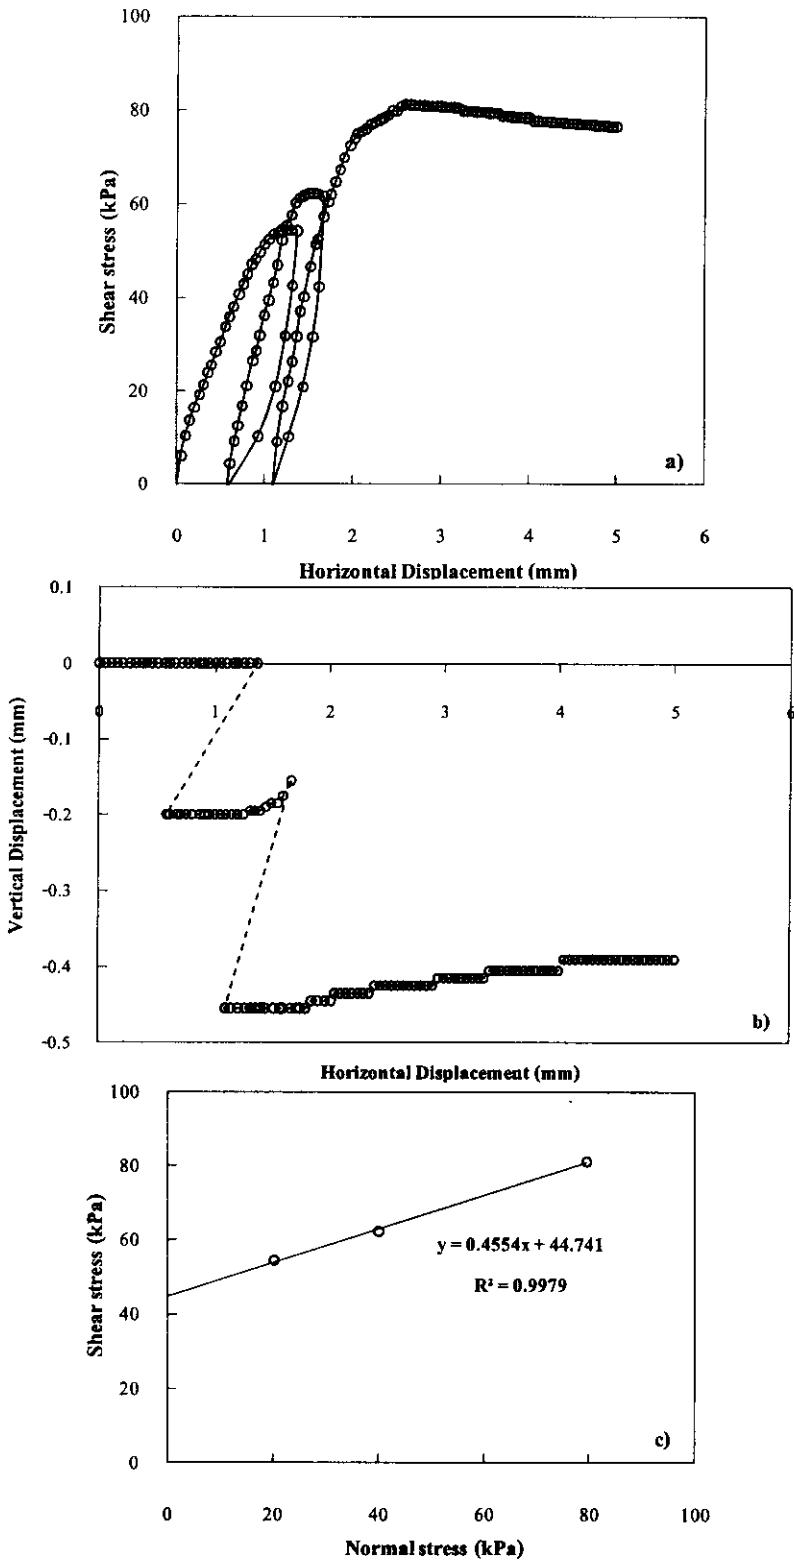 100
80
60
40
20
0
Shear stress (kPa)
a)
0 1 2 3 4 5 6
Horizontal Displacement (mm)
0.1
0
-0.1
-0.2
-0.3
-0.4
-0.5
Vertical Displacement (mm)
0 1 2 3 4 5 6
b)
Horizontal Displacement (mm)
100
80
60
40
20
0
Shear stress (kPa)
y = 0.4554x + 44.741
R² = 0.9979
c)
0 20 40 60 80 100
Normal stress (kPa)